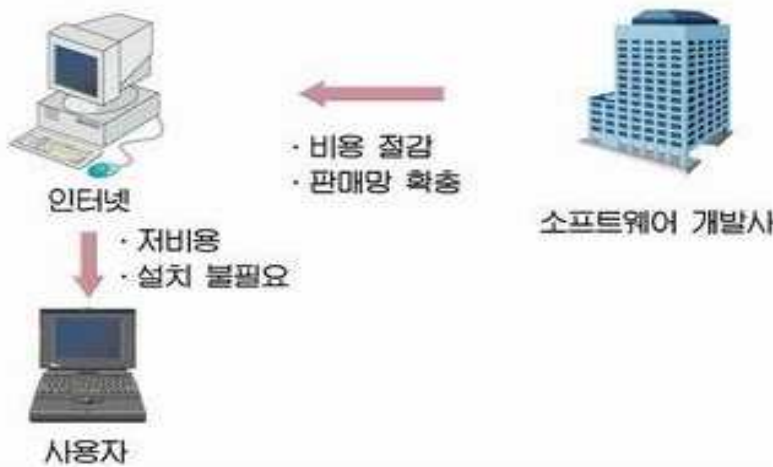 · 비용 절감
· 판매망 확충
인터넷
소프트웨어 개발사
· 저비용
· 설치 불필요
사용자